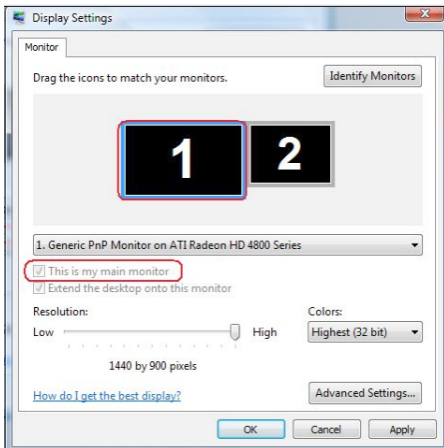 Display Settings
Monitor
Drag the icons to match your monitors.
Identify Monitors
1
2
1. Generic PnP Monitor on ATI Radeon HD 4800 Series
This is my main monitor
Extend the desktop onto this monitor
Resolution:
Colors:
Low
High
Highest (32 bit)
1440 by 900 pixels
How do I get the best display?
Advanced Settings...
OK
Cancel
Apply